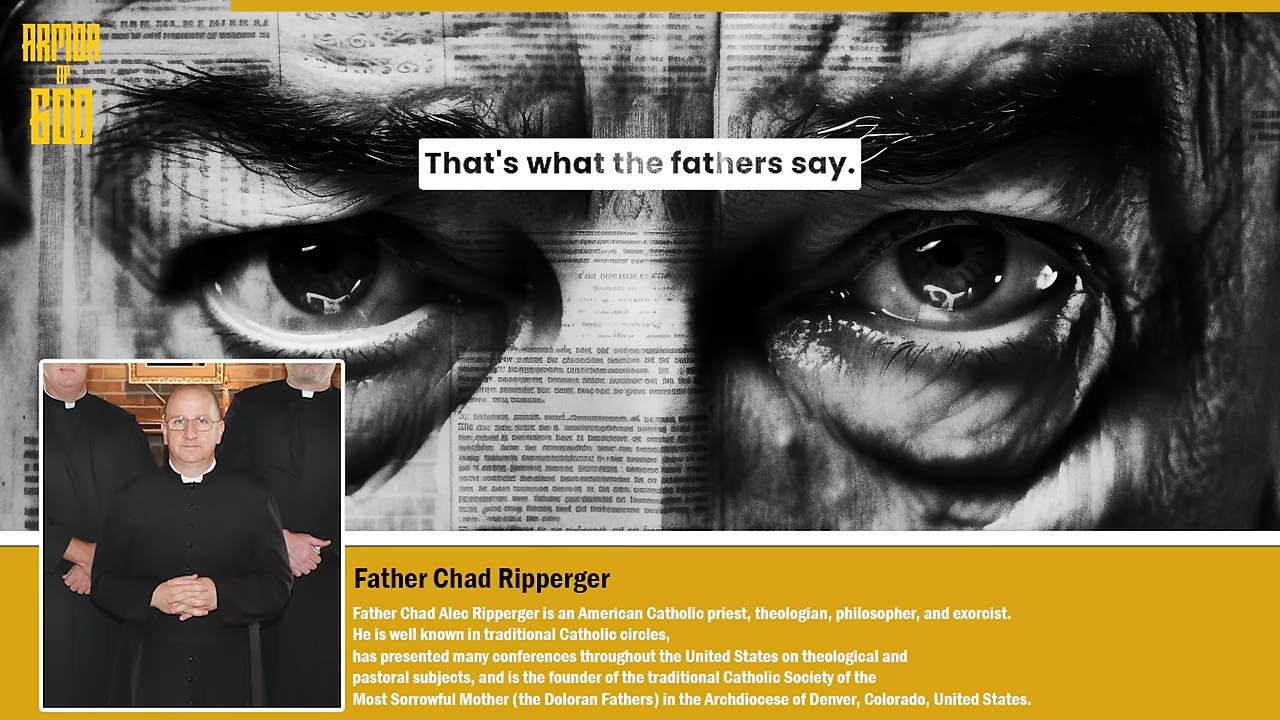 ARMOR
OF
GOD
That's what the fathers say.
Father Chad Ripperger
Father Chad Alec Ripperger is an American Catholic priest, theologian, philosopher, and exorcist.
He is well known in traditional Catholic circles,
has presented many conferences throughout the United States on theological and
pastoral subjects, and is the founder of the traditional Catholic Society of the
Most Sorrowful Mother (the Doloran Fathers) in the Archdiocese of Denver, Colorado, United States.